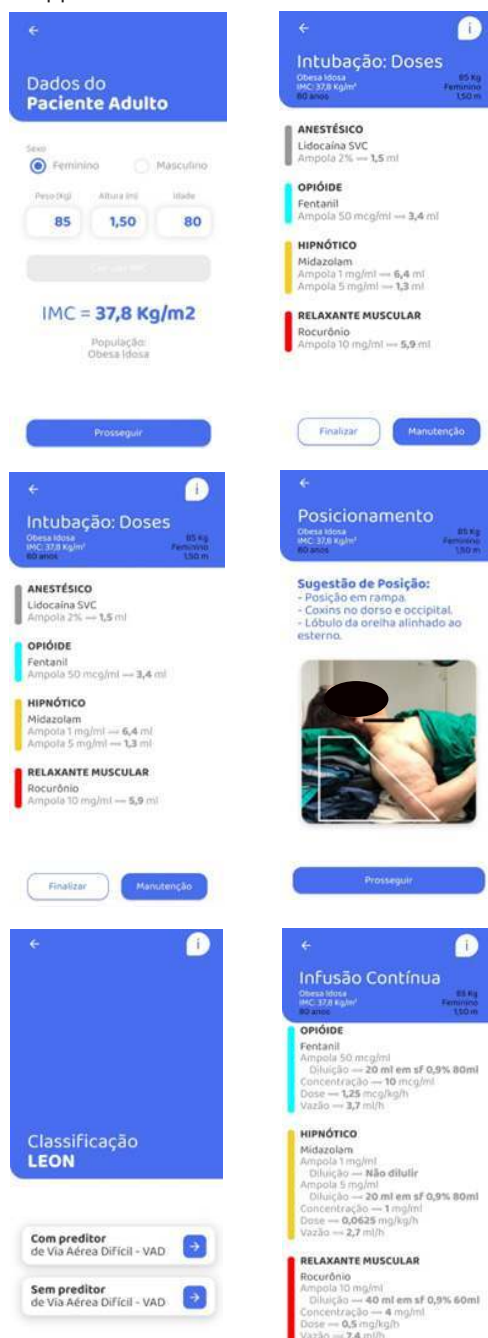 Dados do
Paciente Adulto
Sexo
Feminino
Masculino
Peso (Kg)
Altura (m)
Idade
85
1,50
80
IMC = 37,8 Kg/m2
População:
Obesa Idosa
Prosseguir
i
Intubação: Doses
Obesa Idosa
85 Kg
IMC: 37,8 Kg/m²
Feminino
80 anos
1,50 m
ANESTÉSICO
Lidocaína SVC
Ampola 2% — 1,5 ml
OPIÓIDE
Fentanil
Ampola 50 mcg/ml — 3,4 ml
HIPNÓTICO
Midazolam
Ampola 1 mg/ml — 6,4 ml
Ampola 5 mg/ml — 1,3 ml
RELAXANTE MUSCULAR
Rocurônio
Ampola 10 mg/ml — 5,9 ml
Finalizar
Manutenção
i
Intubação: Doses
Obesa Idosa
85 Kg
IMC: 37,8 Kg/m²
Feminino
80 anos
1,50 m
ANESTÉSICO
Lidocaína SVC
Ampola 2% — 1,5 ml
OPIÓIDE
Fentanil
Ampola 50 mcg/ml — 3,4 ml
HIPNÓTICO
Midazolam
Ampola 1 mg/ml — 6,4 ml
Ampola 5 mg/ml — 1,3 ml
RELAXANTE MUSCULAR
Rocurônio
Ampola 10 mg/ml — 5,9 ml
Finalizar
Manutenção
Posicionamento
Obesa Idosa
85 Kg
IMC: 37,8 Kg/m²
Feminino
80 anos
1,50 m
Sugestão de Posição:
- Posição em rampa.
- Coxins no dorso e occipital.
- Lóbulo da orelha alinhado ao
esterno.
Prosseguir
i
Classificação
LEON
Com preditor
de Via Aérea Difícil - VAD
Sem preditor
de Via Aérea Difícil - VAD
i
Infusão Contínua
Obesa Idosa
85 Kg
IMC: 37,8 Kg/m²
Feminino
80 anos
1,50 m
OPIÓIDE
Fentanil
Ampola 50 mcg/ml
Diluição — 20 ml em sf 0,9% 80ml
Concentração — 10 mcg/ml
Dose — 1,25 mcg/kg/h
Vazão — 3,7 ml/h
HIPNÓTICO
Midazolam
Ampola 1 mg/ml
Diluição — Não dilulir
Ampola 5 mg/ml
Diluição — 20 ml em sf 0,9% 80ml
Concentração — 1 mg/ml
Dose — 0,0625 mg/kg/h
Vazão — 2,7 ml/h
RELAXANTE MUSCULAR
Rocurônio
Ampola 10 mg/ml
Diluição — 40 ml em sf 0,9% 60ml
Concentração — 4 mg/ml
Dose — 0,5 mg/kg/h
Vazão — 7,4 ml/h